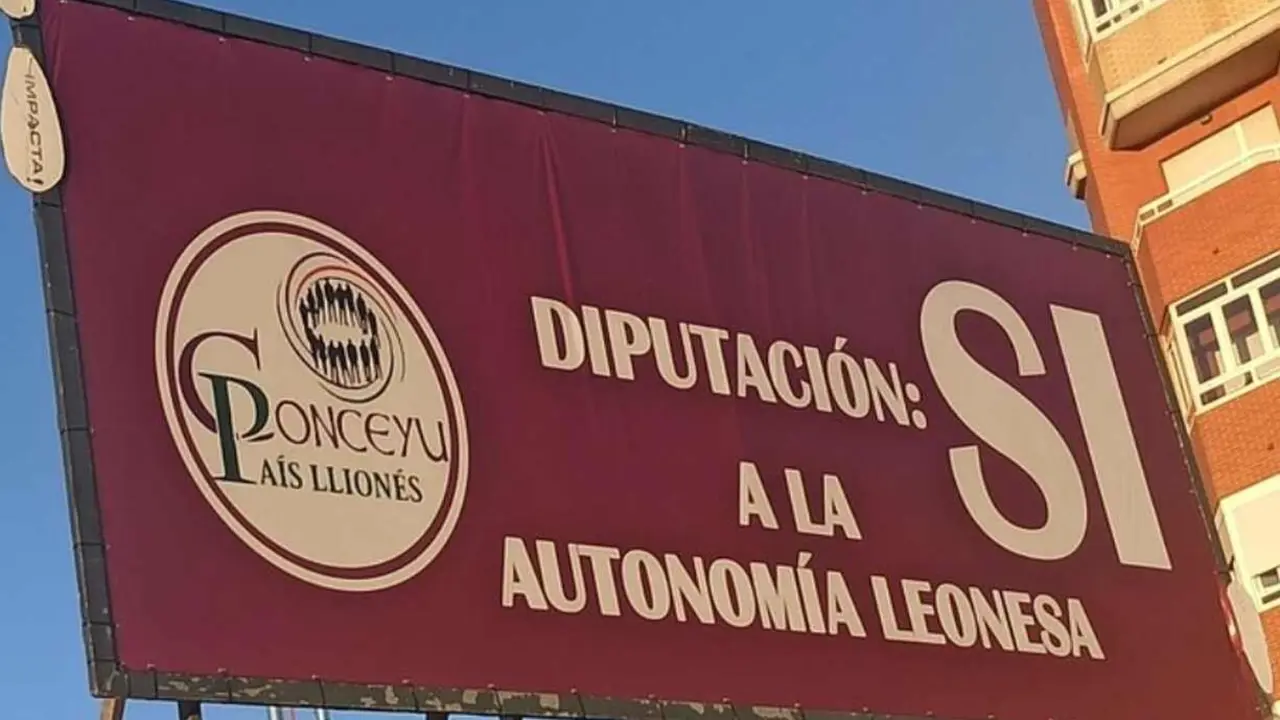 ¡IMPACTA!
CONCEYU
PAÍS LLIONÉS
DIPUTACIÓN: SI
A LA
AUTONOMÍA LEONESA